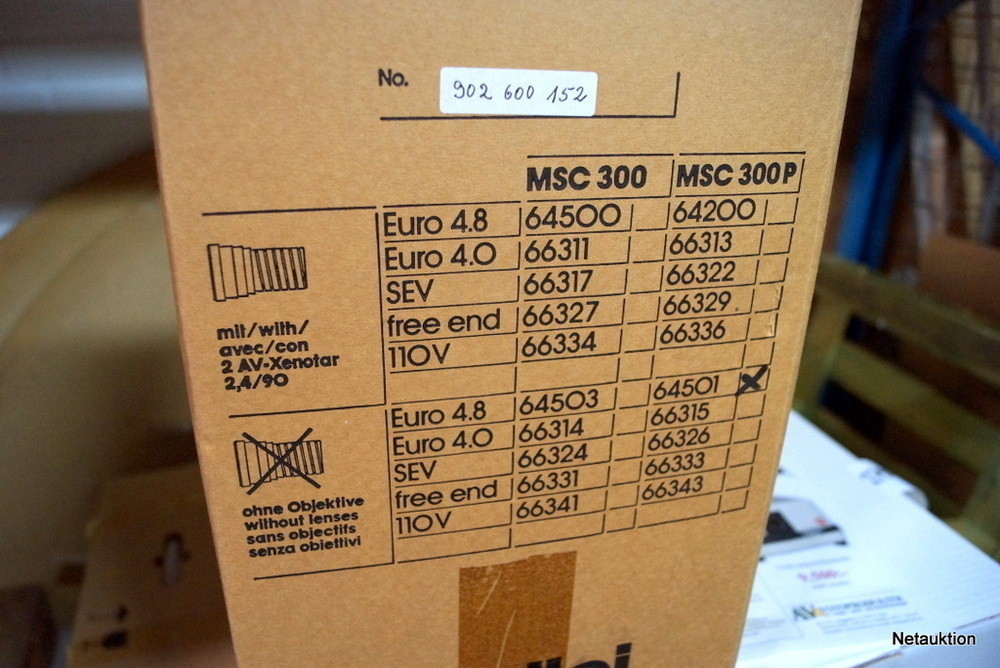 No. 902 600 152
MSC 300 MSC 300P
Euro 4.8 64500 64200
Euro 4.0 66311 66313
SEV 66317 66322
free end 66327 66329
110V 66334 66336
mit/with/
avec/con
2 AV-Xenotar
2,4/90
Euro 4.8 64503 64501 X
Euro 4.0 66314 66315
SEV 66324 66326
free end 66331 66333
110V 66341 66343
ohne Objektive
without lenses
sans objectifs
senza obiettivi
Netauktion